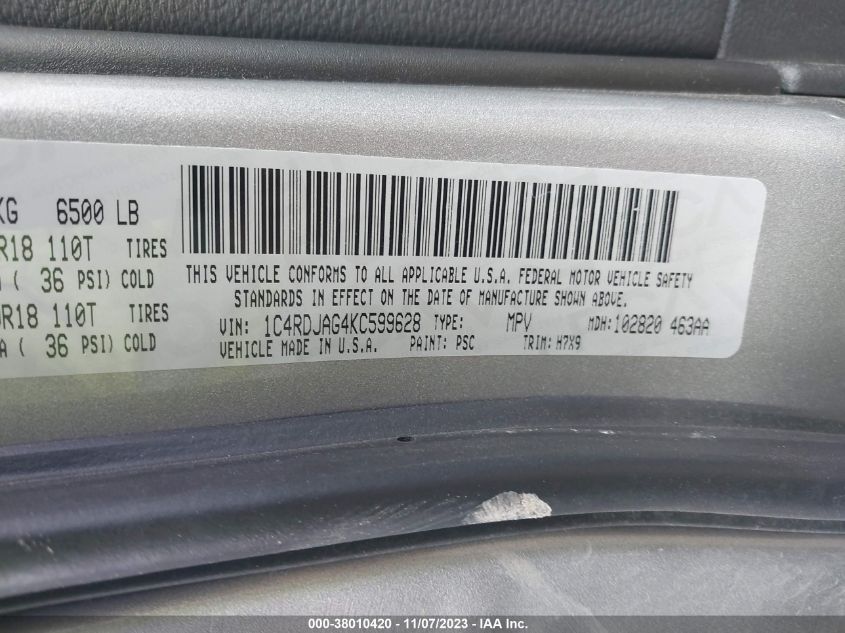 KG 6500 LB
R18 110T TIRES
( 36 PSI) COLD
R18 110T TIRES
A ( 36 PSI) COLD
THIS VEHICLE CONFORMS TO ALL APPLICABLE U.S.A. FEDERAL MOTOR VEHICLE SAFETY
STANDARDS IN EFFECT ON THE DATE OF MANUFACTURE SHOWN ABOVE.
VIN: 1C4RDJAG4KC599628 TYPE: MPV MDH:102820 463AA
VEHICLE MADE IN U.S.A. PAINT: PSC TRIM: H7X9
000-38010420 - 11/07/2023 - I.A.A. Inc.